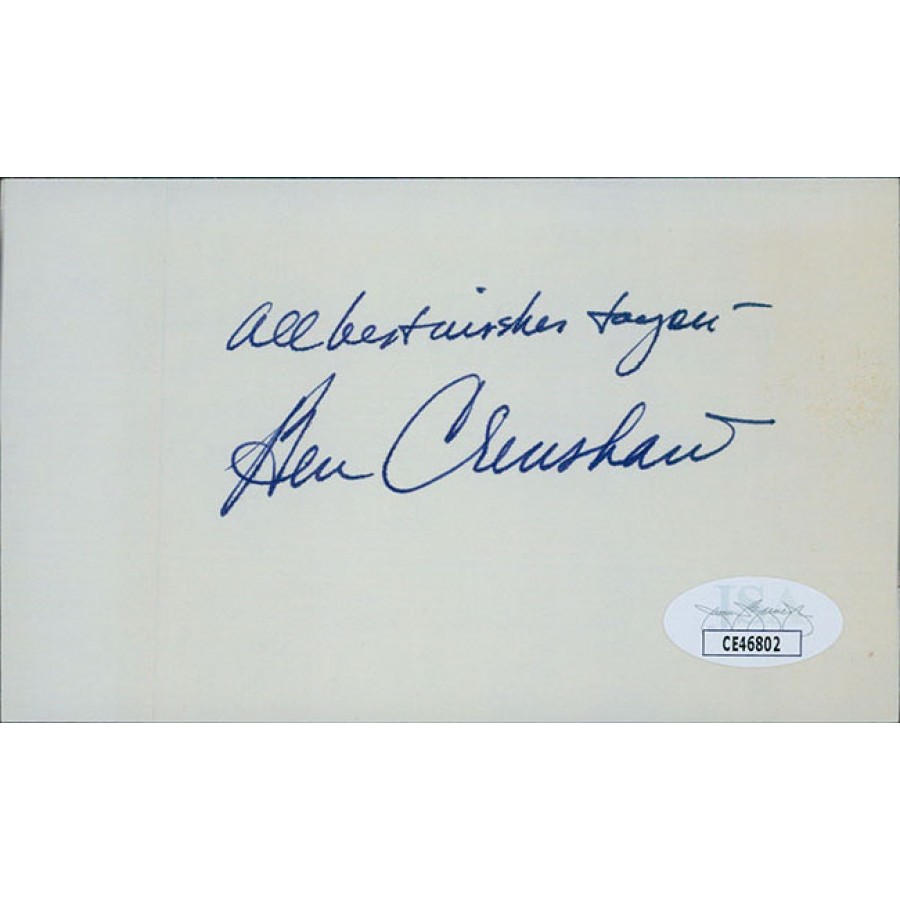 All best wishes to you –
Ben Crenshaw
JSA
CE46802